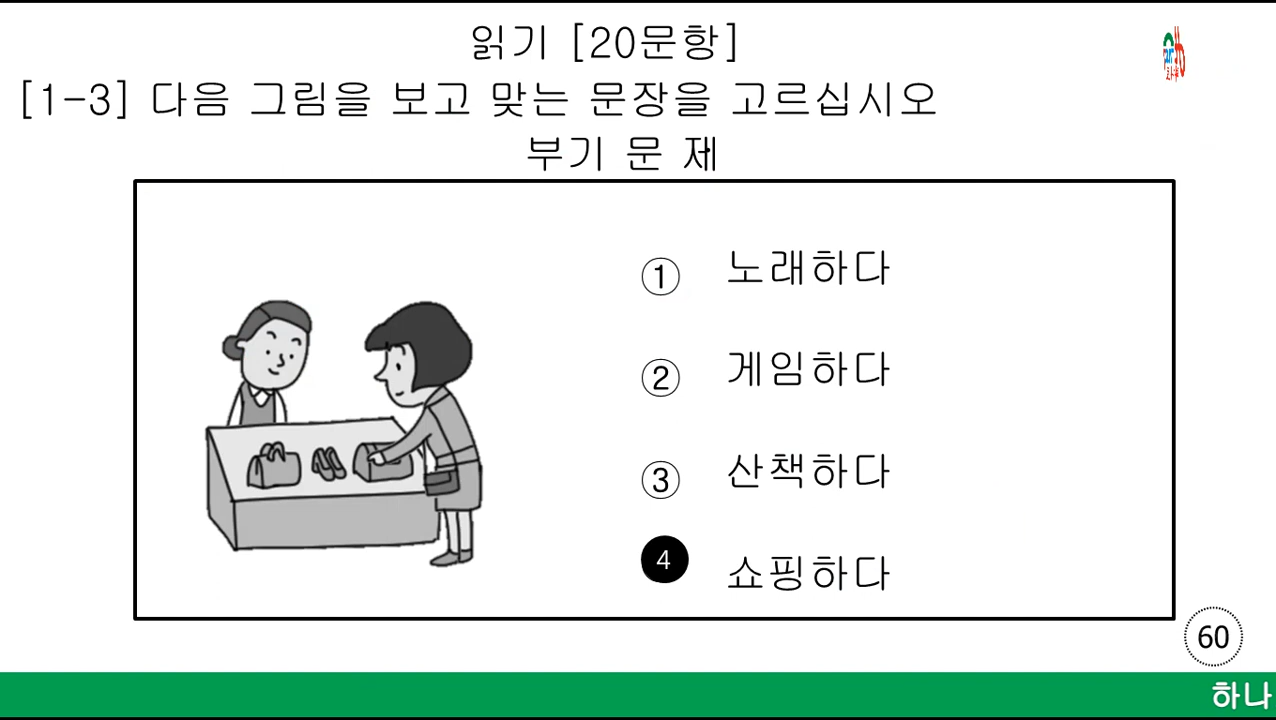 읽기 [20문항]
[1-3] 다음 그림을 보고 맞는 문장을 고르십시오
부기 문 제
① 노래하다
② 게임하다
③ 산책하다
4 쇼핑하다
60
하나